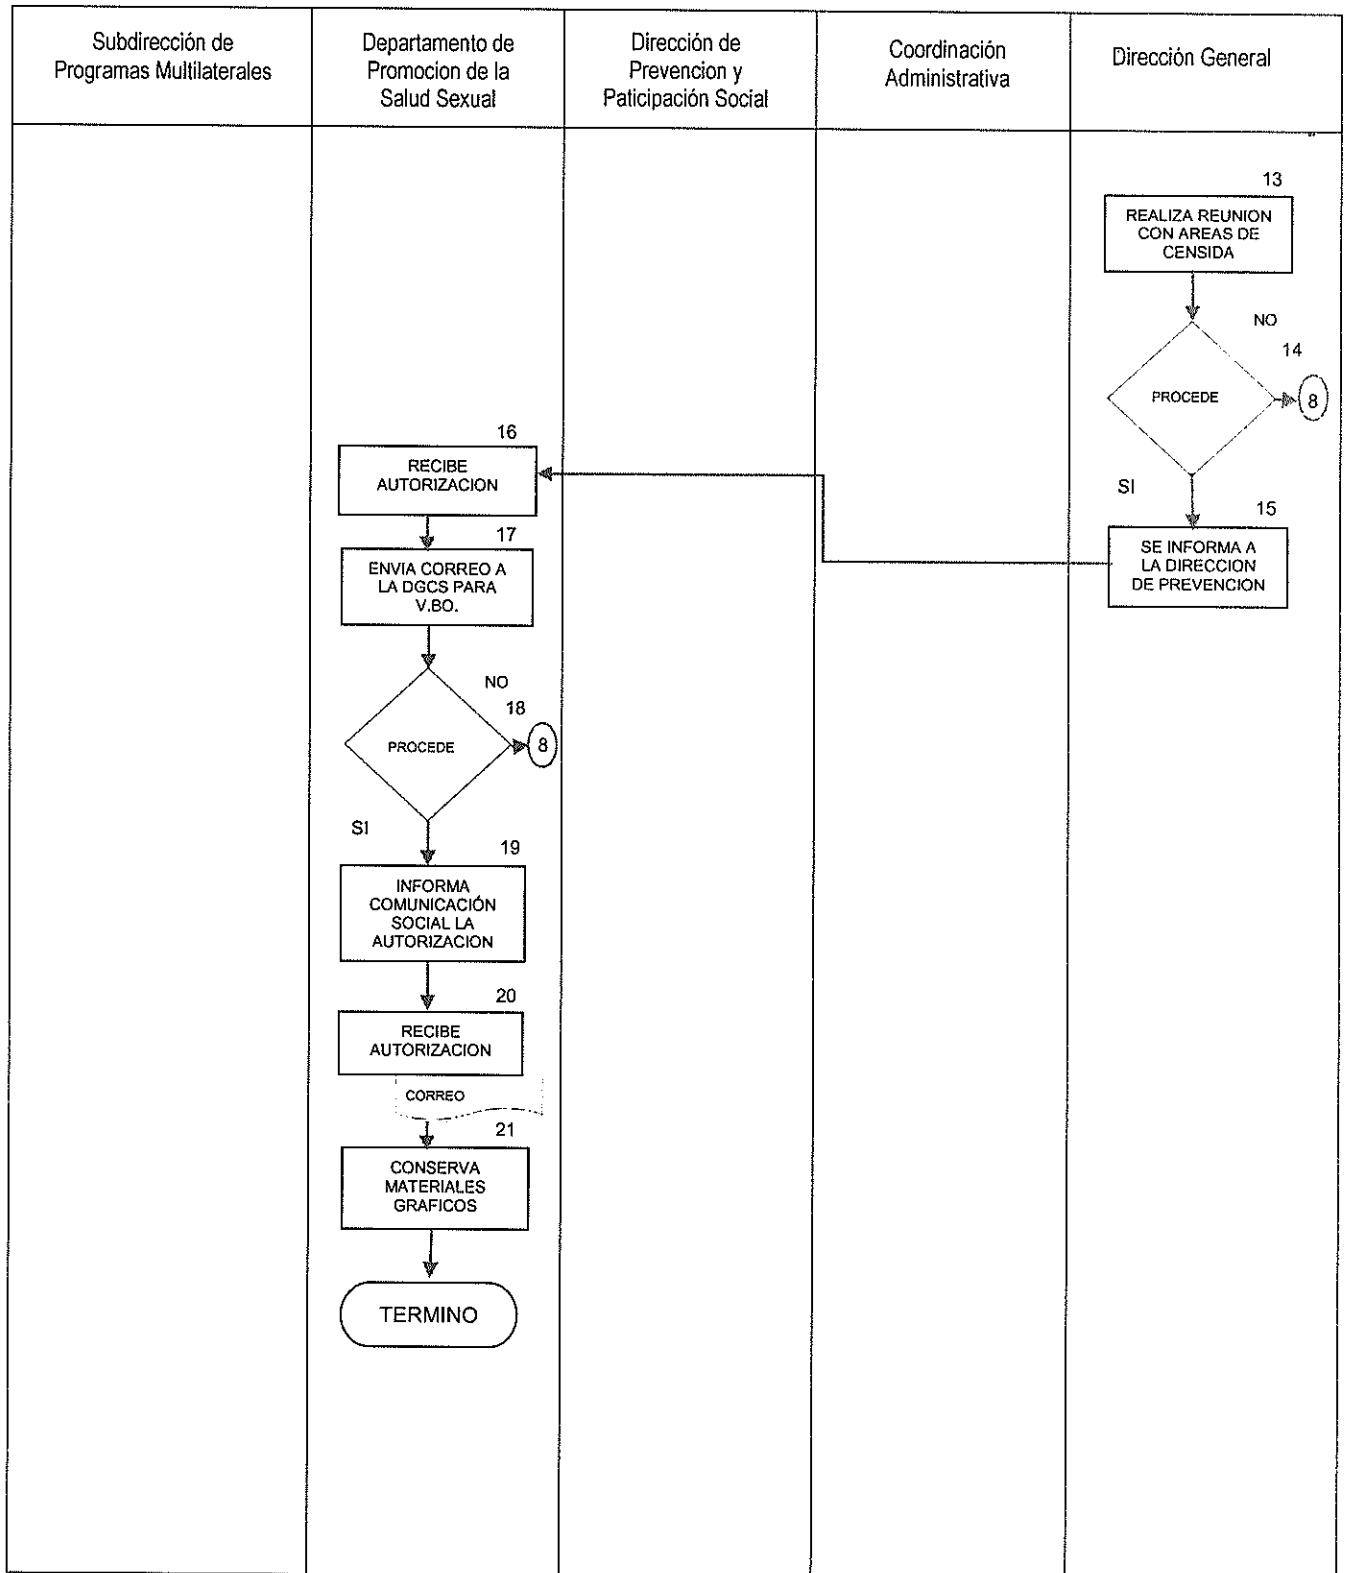 Subdirección de
Programas Multilaterales
Departamento de
Promocion de la
Salud Sexual
Dirección de
Prevencion y
Paticipación Social
Coordinación
Administrativa
Dirección General
13
REALIZA REUNION
CON AREAS DE
CENSIDA
NO
14
PROCEDE
8
SI
15
SE INFORMA A
LA DIRECCION
DE PREVENCION
16
RECIBE
AUTORIZACION
17
ENVIA CORREO A
LA DGCS PARA
V.BO.
NO
18
PROCEDE
8
SI
19
INFORMA
COMUNICACIÓN
SOCIAL LA
AUTORIZACION
20
RECIBE
AUTORIZACION
CORREO
21
CONSERVA
MATERIALES
GRAFICOS
TERMINO